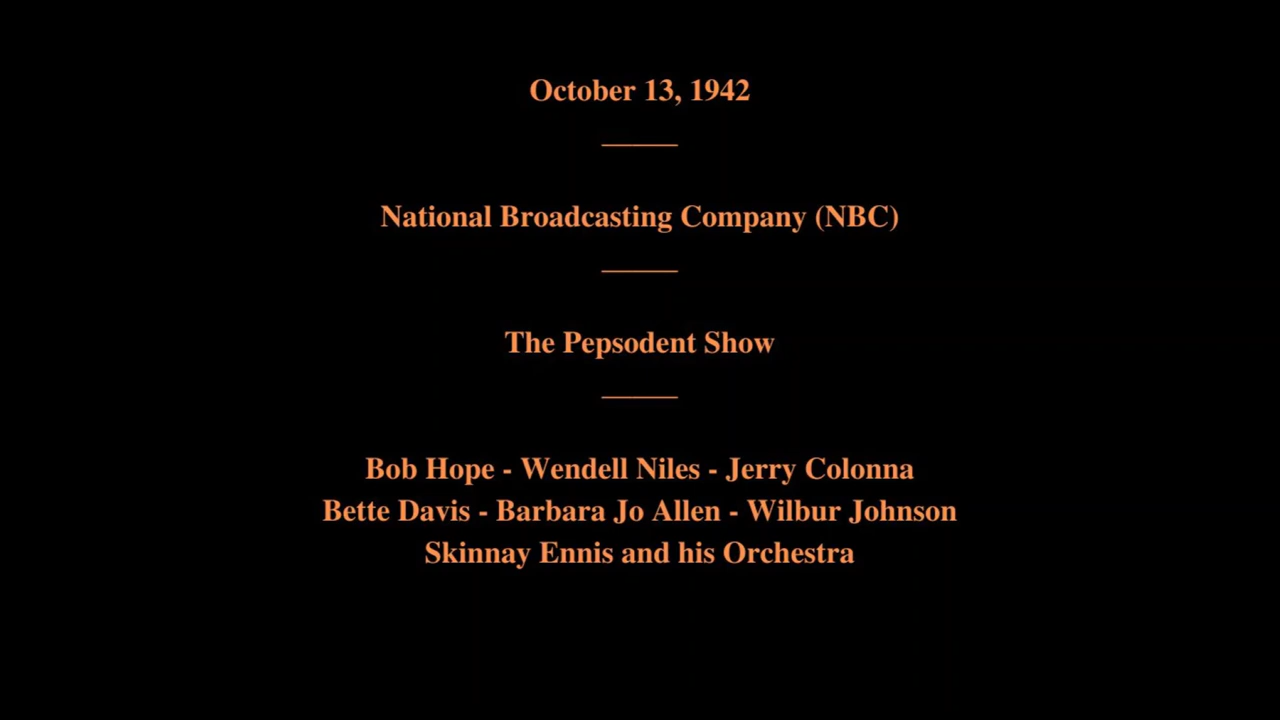 October 13, 1942
National Broadcasting Company (NBC)
The Pepsodent Show
Bob Hope - Wendell Niles - Jerry Colonna
Bette Davis - Barbara Jo Allen - Wilbur Johnson
Skinnay Ennis and his Orchestra